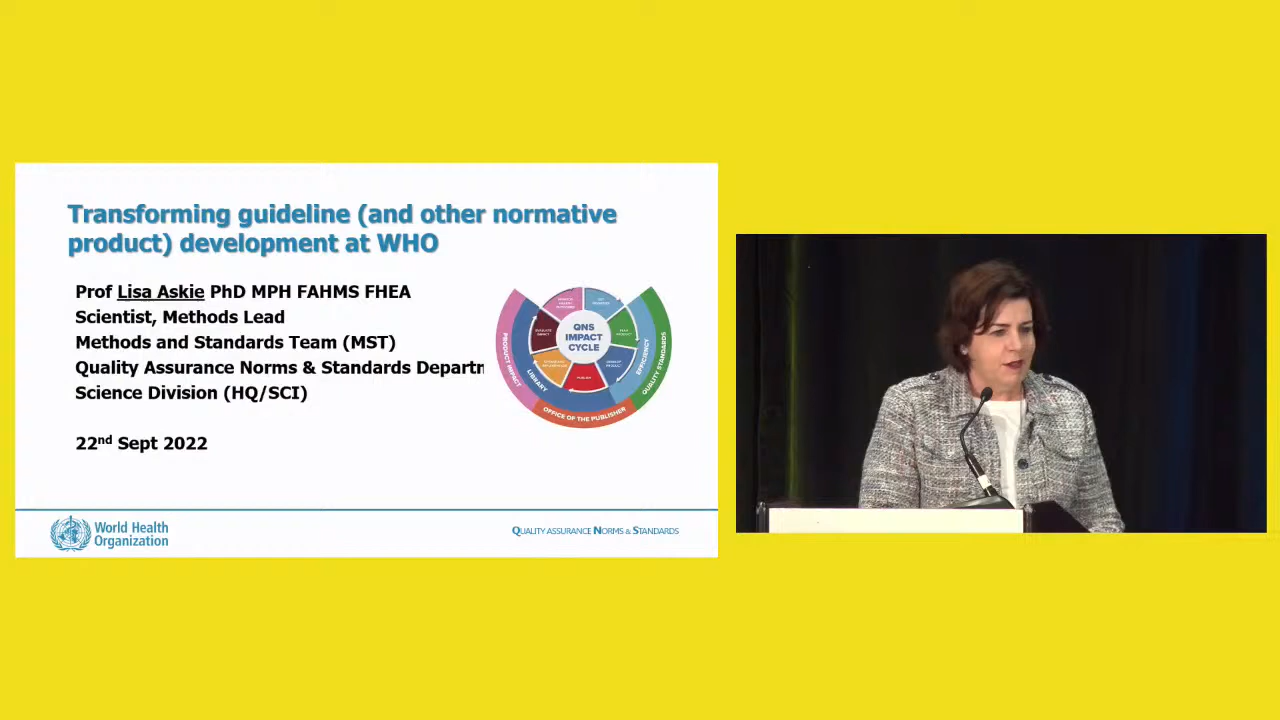 Transforming guideline (and other normative
product) development at WHO
Prof Lisa Askie PhD MPH FAHMS FHEA
Scientist, Methods Lead
Methods and Standards Team (MST)
Quality Assurance Norms & Standards Departn
Science Division (HQ/SCI)
22nd Sept 2022
QNS
IMPACT
CYCLE
PRODUCT IMPACT
LIBRARY
EFFICIENCY
QUALITY STANDARDS
OFFICE OF THE PUBLISHER
World Health
Organization
QUALITY ASSURANCE NORMS & STANDARDS